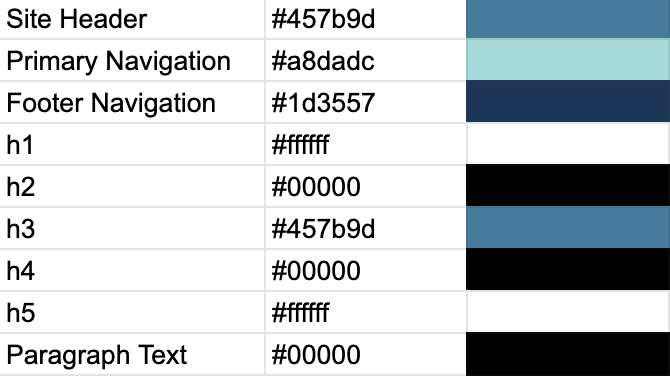 Site Header #457b9d
Primary Navigation #a8dadc
Footer Navigation #1d3557
h1 #ffffff
h2 #00000
h3 #457b9d
h4 #00000
h5 #ffffff
Paragraph Text #00000